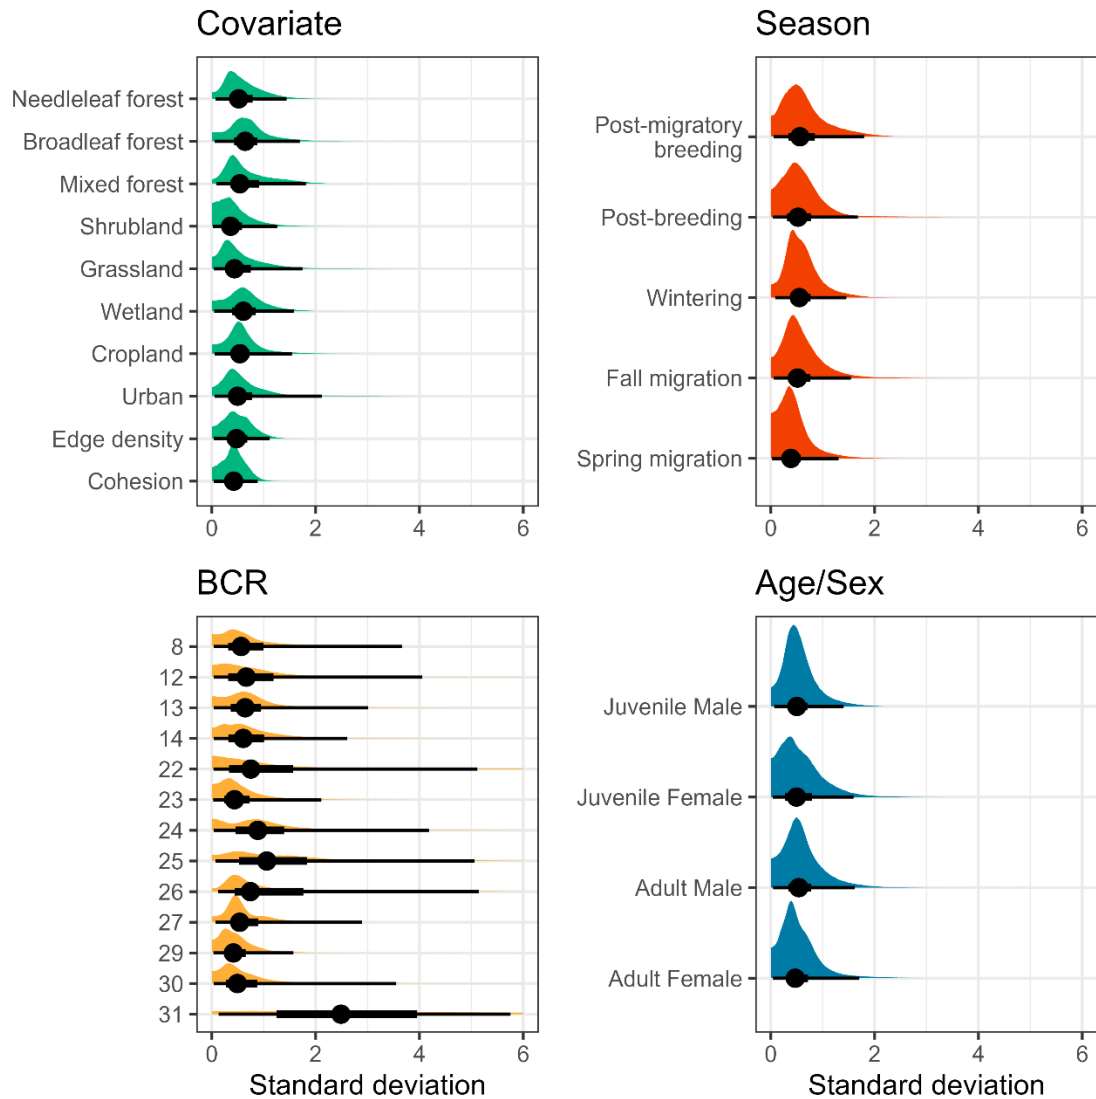 Covariate
Needleleaf forest
Broadleaf forest
Mixed forest
Shrubland
Grassland
Wetland
Cropland
Urban
Edge density
Cohesion
0 2 4 6
Season
Post-migratory
breeding
Post-breeding
Wintering
Fall migration
Spring migration
0 2 4 6
BCR
8
12
13
14
22
23
24
25
26
27
29
30
31
0 2 4 6
Standard deviation
Age/Sex
Juvenile Male
Juvenile Female
Adult Male
Adult Female
0 2 4 6
Standard deviation